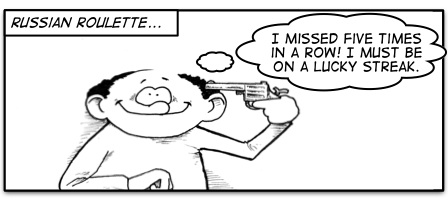 RUSSIAN ROULETTE...
I MISSED FIVE TIMES
IN A ROW! I MUST BE
ON A LUCKY STREAK.